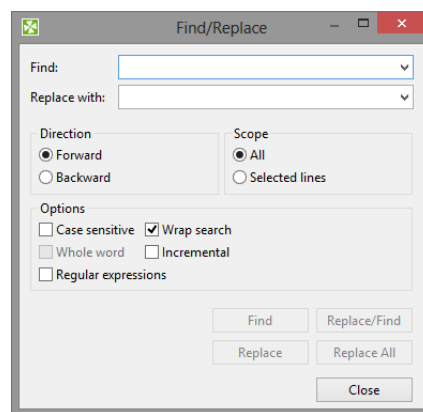 Find/Replace
Find:
Replace with:
Direction Scope
Forward All
Backward Selected lines
Options
Case sensitive Wrap search
Whole word Incremental
Regular expressions
Find Replace/Find
Replace Replace All
Close